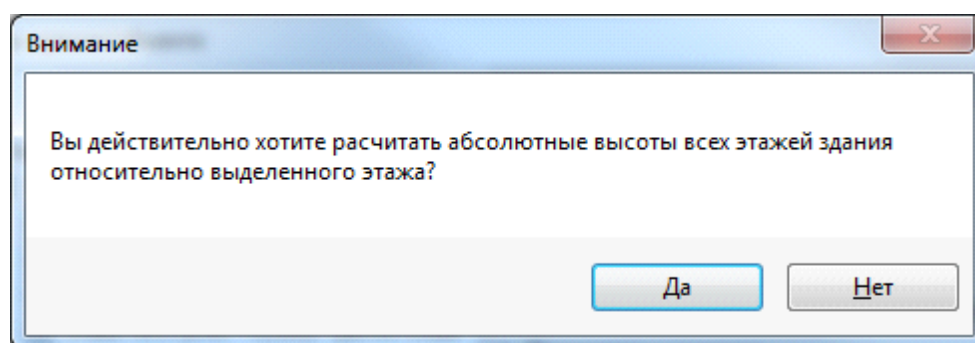 Внимание
Вы действительно хотите расчитать абсолютные высоты всех этажей здания
относительно выделенного этажа?
Да
Нет